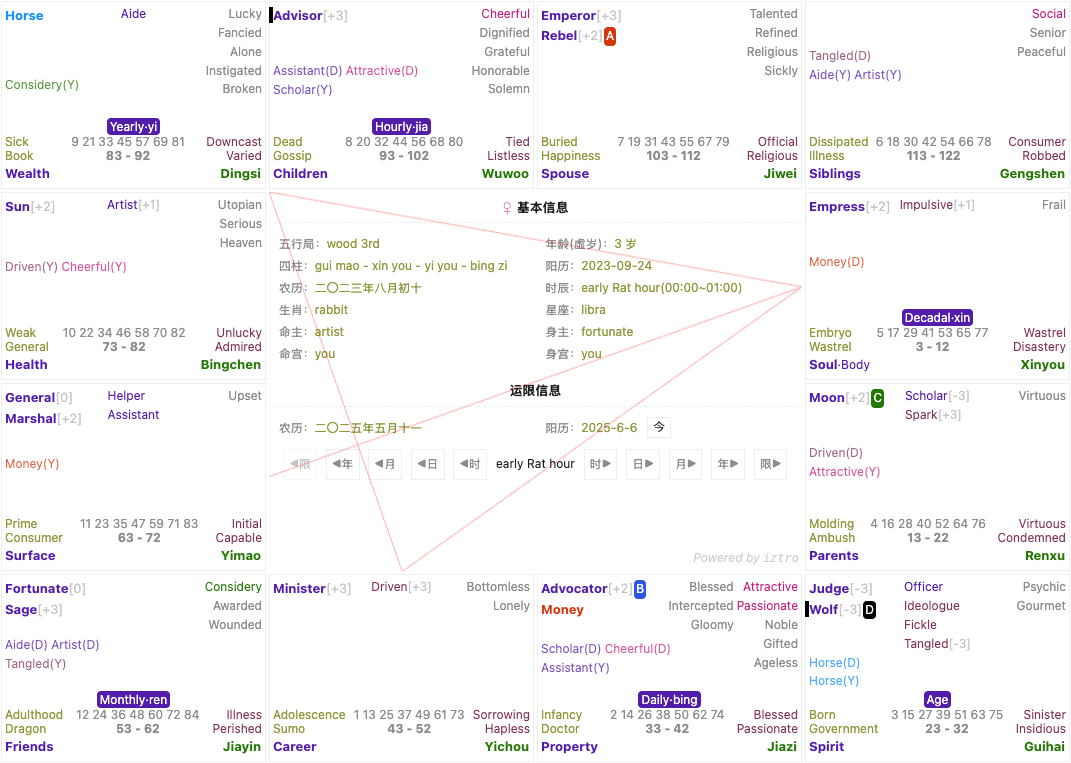 Horse Aide Lucky
Fancied
Alone
Instigated
Considery(Y) Broken
Yearly·yi
Sick 9 21 33 45 57 69 81 Downcast
Book 83 - 92 Varied
Wealth Dingsi
Advisor[+3] Cheerful
Dignified
Grateful
Assistant(D) Attractive(D) Honorable
Scholar(Y) Solemn
Hourly·jia
Dead 8 20 32 44 56 68 80 Tied
Gossip 93 - 102 Listless
Children Wuwoo
Emperor[+3] Talented
Rebel[+2] A Refined
Religious
Sickly
Buried 7 19 31 43 55 67 79 Official
Happiness 103 - 112 Religious
Spouse Jiwei
Social
Senior
Tangled(D) Peaceful
Aide(Y) Artist(Y)
Dissipated 6 18 30 42 54 66 78 Consumer
Illness 113 - 122 Robbed
Siblings Gengshen
Sun[+2] Artist[+1] Utopian
Serious
Heaven
Driven(Y) Cheerful(Y)
Weak 10 22 34 46 58 70 82 Unlucky
General 73 - 82 Admired
Health Bingchen
♀ 基本信息
五行局： wood 3rd 年龄(虚岁)： 3 岁
四柱： gui mao - xin you - yi you - bing zi 阳历： 2023-09-24
农历： 二〇二三年八月初十 时辰： early Rat hour(00:00~01:00)
生肖： rabbit 星座： libra
命主： artist 身主： fortunate
命宫： you 身宫： you
运限信息
农历： 二〇二五年五月十一 阳历： 2025-6-6 今
◀限 ◀年 ◀月 ◀日 ◀时 early Rat hour 时▶ 日▶ 月▶ 年▶ 限▶
Powered by iztro
Empress[+2] Impulsive[+1] Frail
Money(D)
Decadal·xin
Embryo 5 17 29 41 53 65 77 Wastrel
Wastrel 3 - 12 Disastery
Soul·Body Xinyou
General[0] Helper Upset
Marshal[+2] Assistant
Money(Y)
Prime 11 23 35 47 59 71 83 Initial
Consumer 63 - 72 Capable
Surface Yimao
Moon[+2] C Scholar[-3] Virtuous
Spark[+3]
Driven(D)
Attractive(Y)
Molding 4 16 28 40 52 64 76 Virtuous
Ambush 13 - 22 Condemned
Parents Renxu
Fortunate[0] Considery
Sage[+3] Awarded
Wounded
Aide(D) Artist(D)
Tangled(Y)
Monthly·ren
Adulthood 12 24 36 48 60 72 84 Illness
Dragon 53 - 62 Perished
Friends Jiayin
Minister[+3] Driven[+3] Bottomless
Lonely
Adolescence 1 13 25 37 49 61 73 Sorrowing
Sumo 43 - 52 Hapless
Career Yichou
Advocator[+2] B Blessed Attractive
Money Intercepted Passionate
Gloomy Noble
Scholar(D) Cheerful(D) Gifted
Assistant(Y) Ageless
Daily·bing
Infancy 2 14 26 38 50 62 74 Blessed
Doctor 33 - 42 Passionate
Property Jiazi
Judge[-3] Officer Psychic
Wolf[-3] D Ideologue Gourmet
Fickle
Tangled[-3]
Horse(D)
Horse(Y)
Age
Born 3 15 27 39 51 63 75 Sinister
Government 23 - 32 Insidious
Spirit Guihai